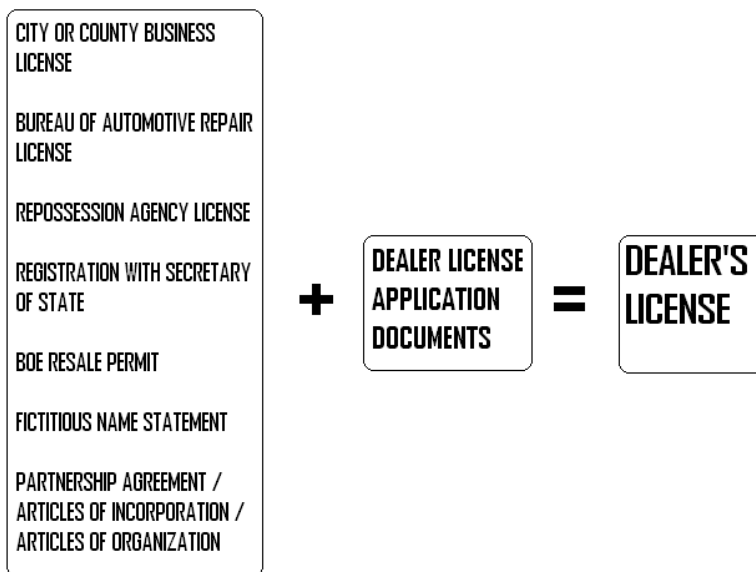 CITY OR COUNTY BUSINESS
LICENSE
BUREAU OF AUTOMOTIVE REPAIR
LICENSE
REPOSSESSION AGENCY LICENSE
REGISTRATION WITH SECRETARY
OF STATE
BOE RESALE PERMIT
FICTITIOUS NAME STATEMENT
PARTNERSHIP AGREEMENT /
ARTICLES OF INCORPORATION /
ARTICLES OF ORGANIZATION
+
DEALER LICENSE
APPLICATION
DOCUMENTS
=
DEALER'S
LICENSE